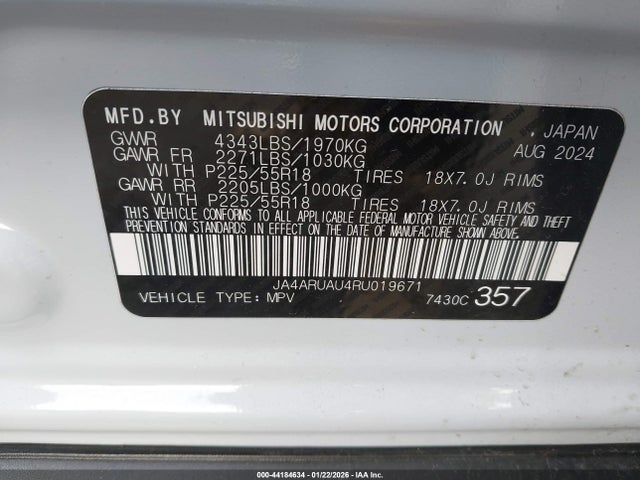 MFD.BY MITSUBISHI MOTORS CORPORATION . JAPAN
GVWR 4343LBS/1970KG AUG 2024
GAWR FR 2271LBS/1030KG
WITH P225/55R18 TIRES 18X7.0J RIMS
GAWR RR 2205LBS/1000KG
WITH P225/55R18 TIRES 18X7.0J RIMS
THIS VEHICLE CONFORMS TO ALL APPLICABLE FEDERAL MOTOR VEHICLE SAFETY AND THEFT
PREVENTION STANDARDS IN EFFECT ON THE DATE OF MANUFACTURE SHOWN ABOVE.
JA4ARUAU4RU019671
VEHICLE TYPE: MPV 7430C 357
000-44184634 | 01/22/2026 | IAA Inc.